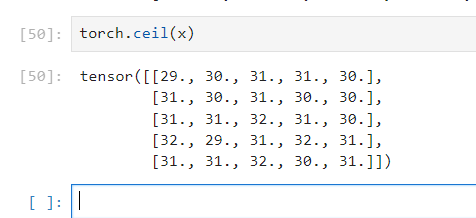 [50]: torch.ceil(x)
[50]: tensor([[29., 30., 31., 31., 30.],
[31., 30., 31., 30., 30.],
[31., 31., 32., 31., 30.],
[32., 29., 31., 32., 31.],
[31., 31., 32., 30., 31.]])
[ ]: